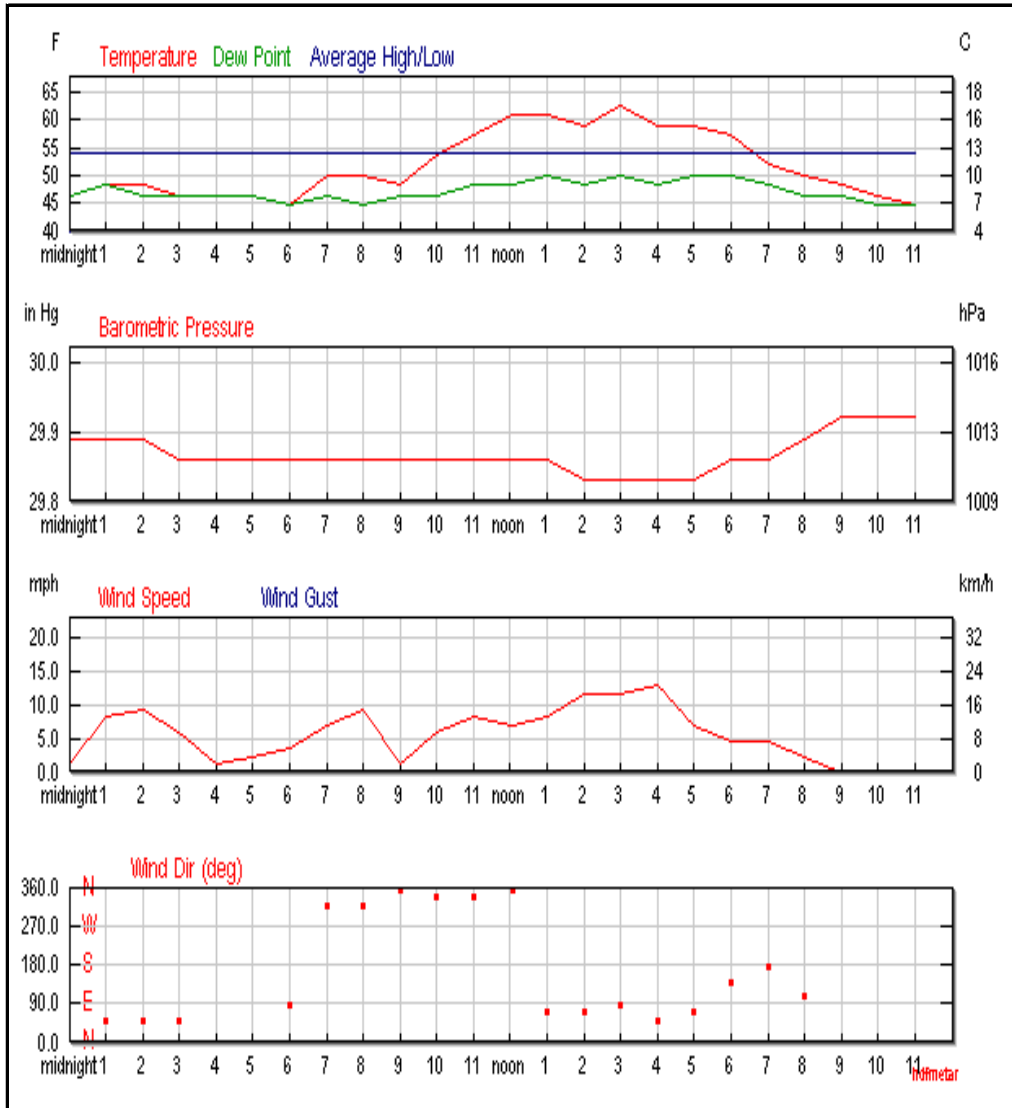 F C
Temperature Dew Point Average High/Low
65 18
60 16
55 13
50 10
45 7
40 4
midnight 1 2 3 4 5 6 7 8 9 10 11 noon 1 2 3 4 5 6 7 8 9 10 11
in Hg hPa
Barometric Pressure
30.0 1016
29.9 1013
29.8 1009
midnight 1 2 3 4 5 6 7 8 9 10 11 noon 1 2 3 4 5 6 7 8 9 10 11
mph km/h
Wind Speed Wind Gust
20.0 32
15.0 24
10.0 16
5.0 8
0.0 0
midnight 1 2 3 4 5 6 7 8 9 10 11 noon 1 2 3 4 5 6 7 8 9 10 11
Wind Dir (deg)
360.0 N
270.0 W
180.0 S
90.0 E
0.0 N
midnight 1 2 3 4 5 6 7 8 9 10 11 noon 1 2 3 4 5 6 7 8 9 10 11